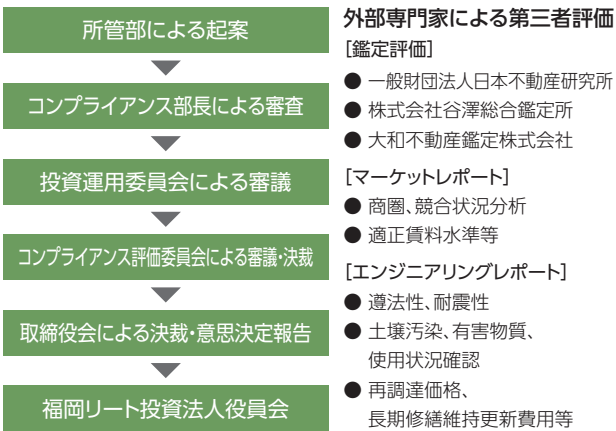 所管部による起案
コンプライアンス部長による審査
投資運用委員会による審議
コンプライアンス評価委員会による審議・決裁
取締役会による決裁・意思決定報告
福岡リート投資法人役員会
外部専門家による第三者評価
[鑑定評価]
● 一般財団法人日本不動産研究所
● 株式会社谷澤総合鑑定所
● 大和不動産鑑定株式会社
[マーケットレポート]
● 商圏、競合状況分析
● 適正賃料水準等
[エンジニアリングレポート]
● 遵法性、耐震性
● 土壌汚染、有害物質、
使用状況確認
● 再調達価格、
長期修繕維持更新費用等